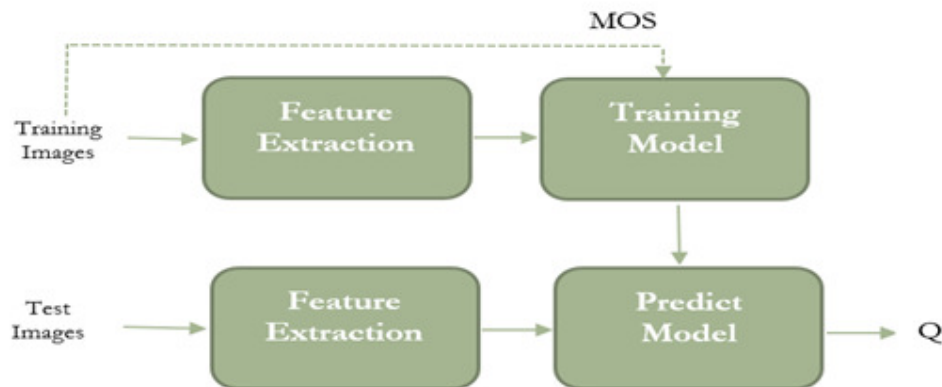 MOS
Training
Images
Feature
Extraction
Training
Model
Test
Images
Feature
Extraction
Predict
Model
Q